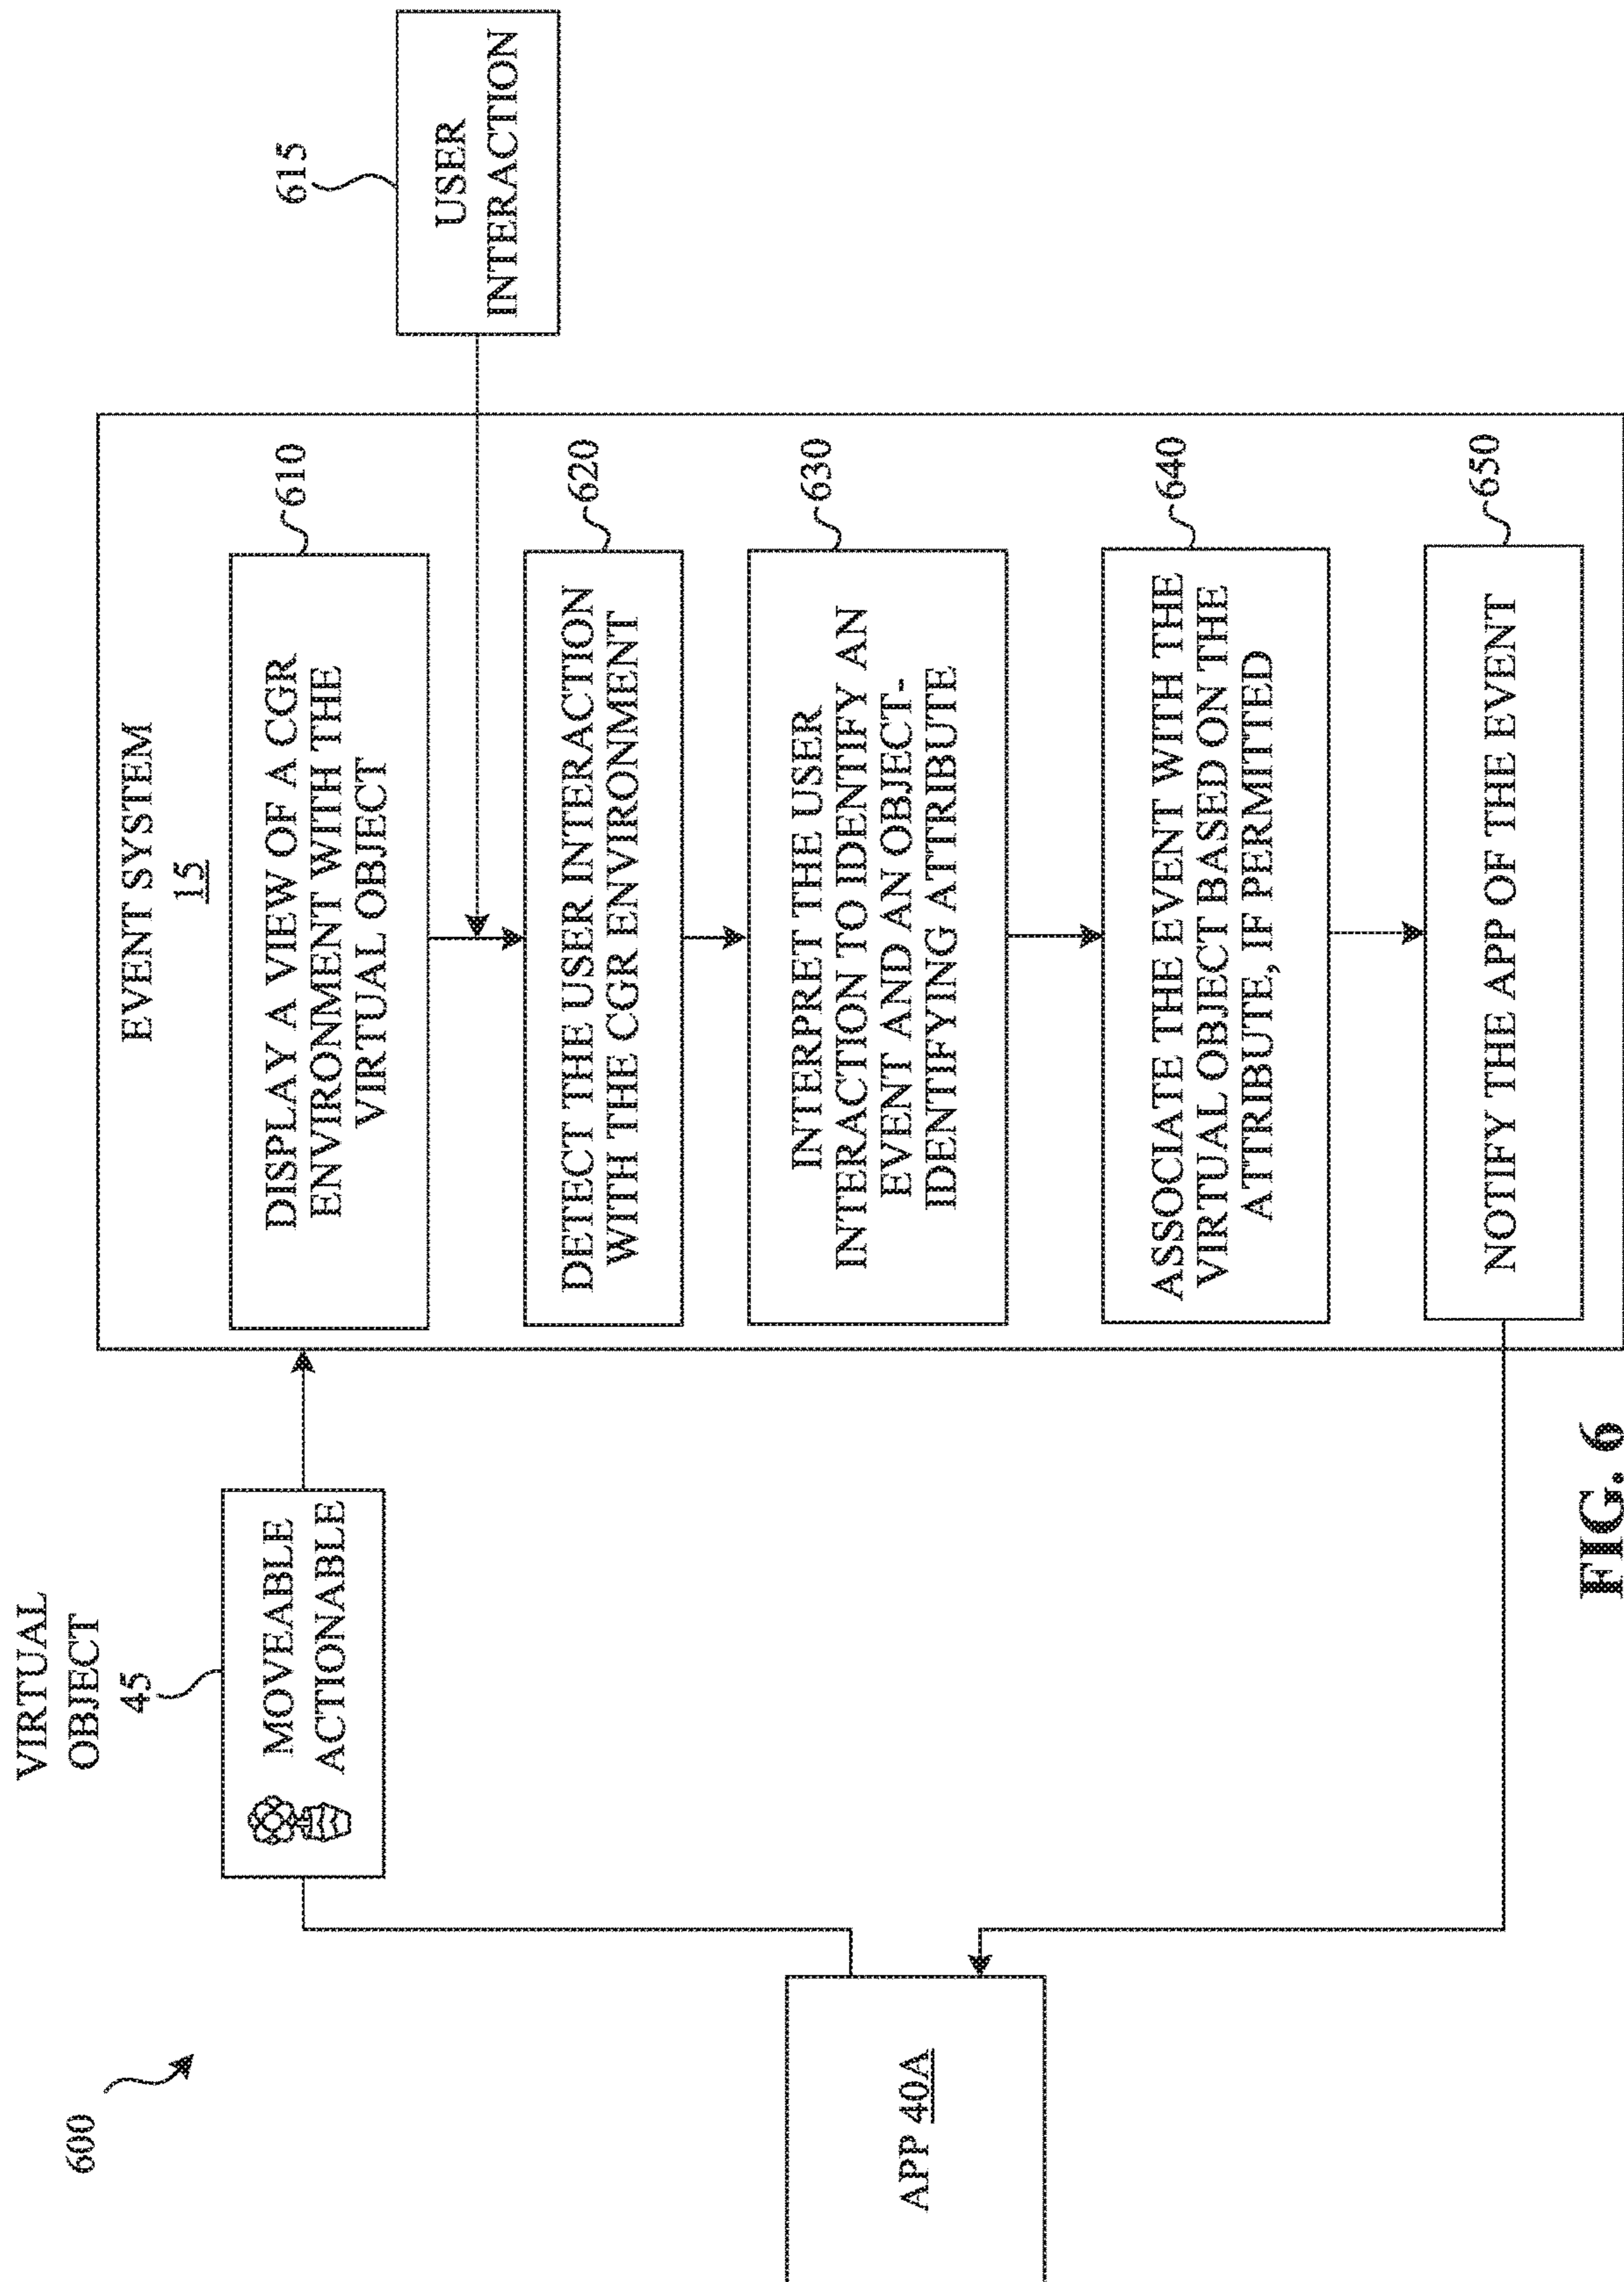 600
VIRTUAL
OBJECT
45
MOVEABLE
ACTIONABLE
APP 40A
EVENT SYSTEM
15
DISPLAY A VIEW OF A CGR
ENVIRONMENT WITH THE
VIRTUAL OBJECT
610
USER
INTERACTION
615
DETECT THE USER INTERACTION
WITH THE CGR ENVIRONMENT
620
INTERPRET THE USER
INTERACTION TO IDENTIFY AN
EVENT AND AN OBJECT-
IDENTIFYING ATTRIBUTE
630
ASSOCIATE THE EVENT WITH THE
VIRTUAL OBJECT BASED ON THE
ATTRIBUTE, IF PERMITTED
640
NOTIFY THE APP OF THE EVENT
650
FIG. 6